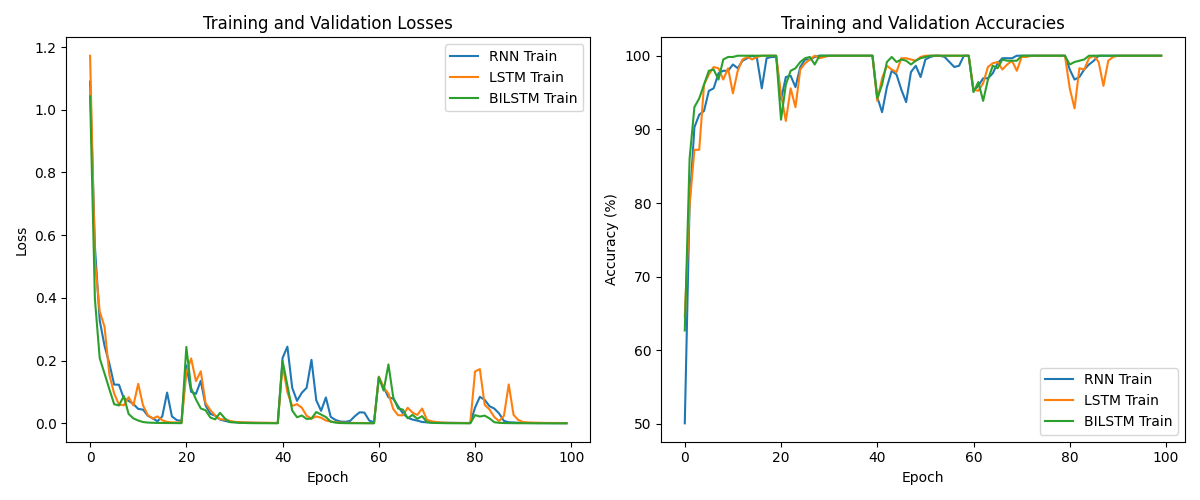 Training and Validation Losses
1.2
1.0
0.8
0.6
0.4
0.2
0.0
Loss
0 20 40 60 80 100
Epoch
RNN Train
LSTM Train
BILSTM Train
Training and Validation Accuracies
100
90
80
70
60
50
Accuracy (%)
0 20 40 60 80 100
Epoch
RNN Train
LSTM Train
BILSTM Train